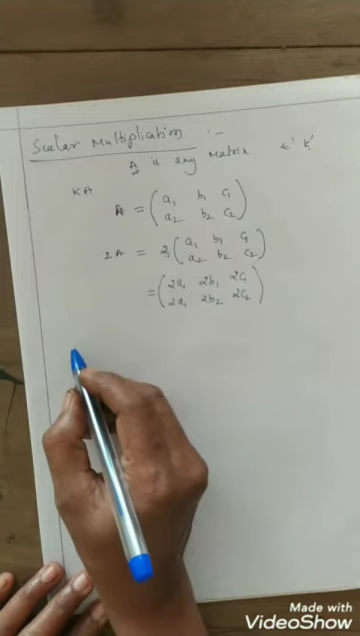 Scalar Multiplication :-
A is any matrix & 'K'
KA
A = ( a₁ b₁ c₁
a₂ b₂ c₂ )
2A = 2 ( a₁ b₁ c₁
a₂ b₂ c₂ )
= ( 2a₁ 2b₁ 2c₁
2a₁ 2b₂ 2c₂ )
Made with
VideoShow